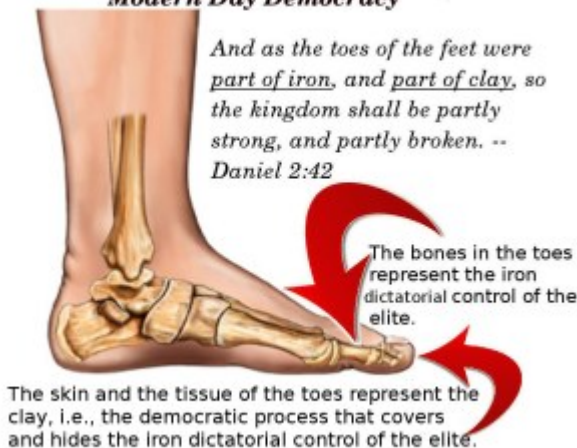 Modern Day Democracy
And as the toes of the feet were
part of iron, and part of clay, so
the kingdom shall be partly
strong, and partly broken. --
Daniel 2:42
The bones in the toes
represent the iron
dictatorial control of the
elite.
The skin and the tissue of the toes represent the
clay, i.e., the democratic process that covers
and hides the iron dictatorial control of the elite.